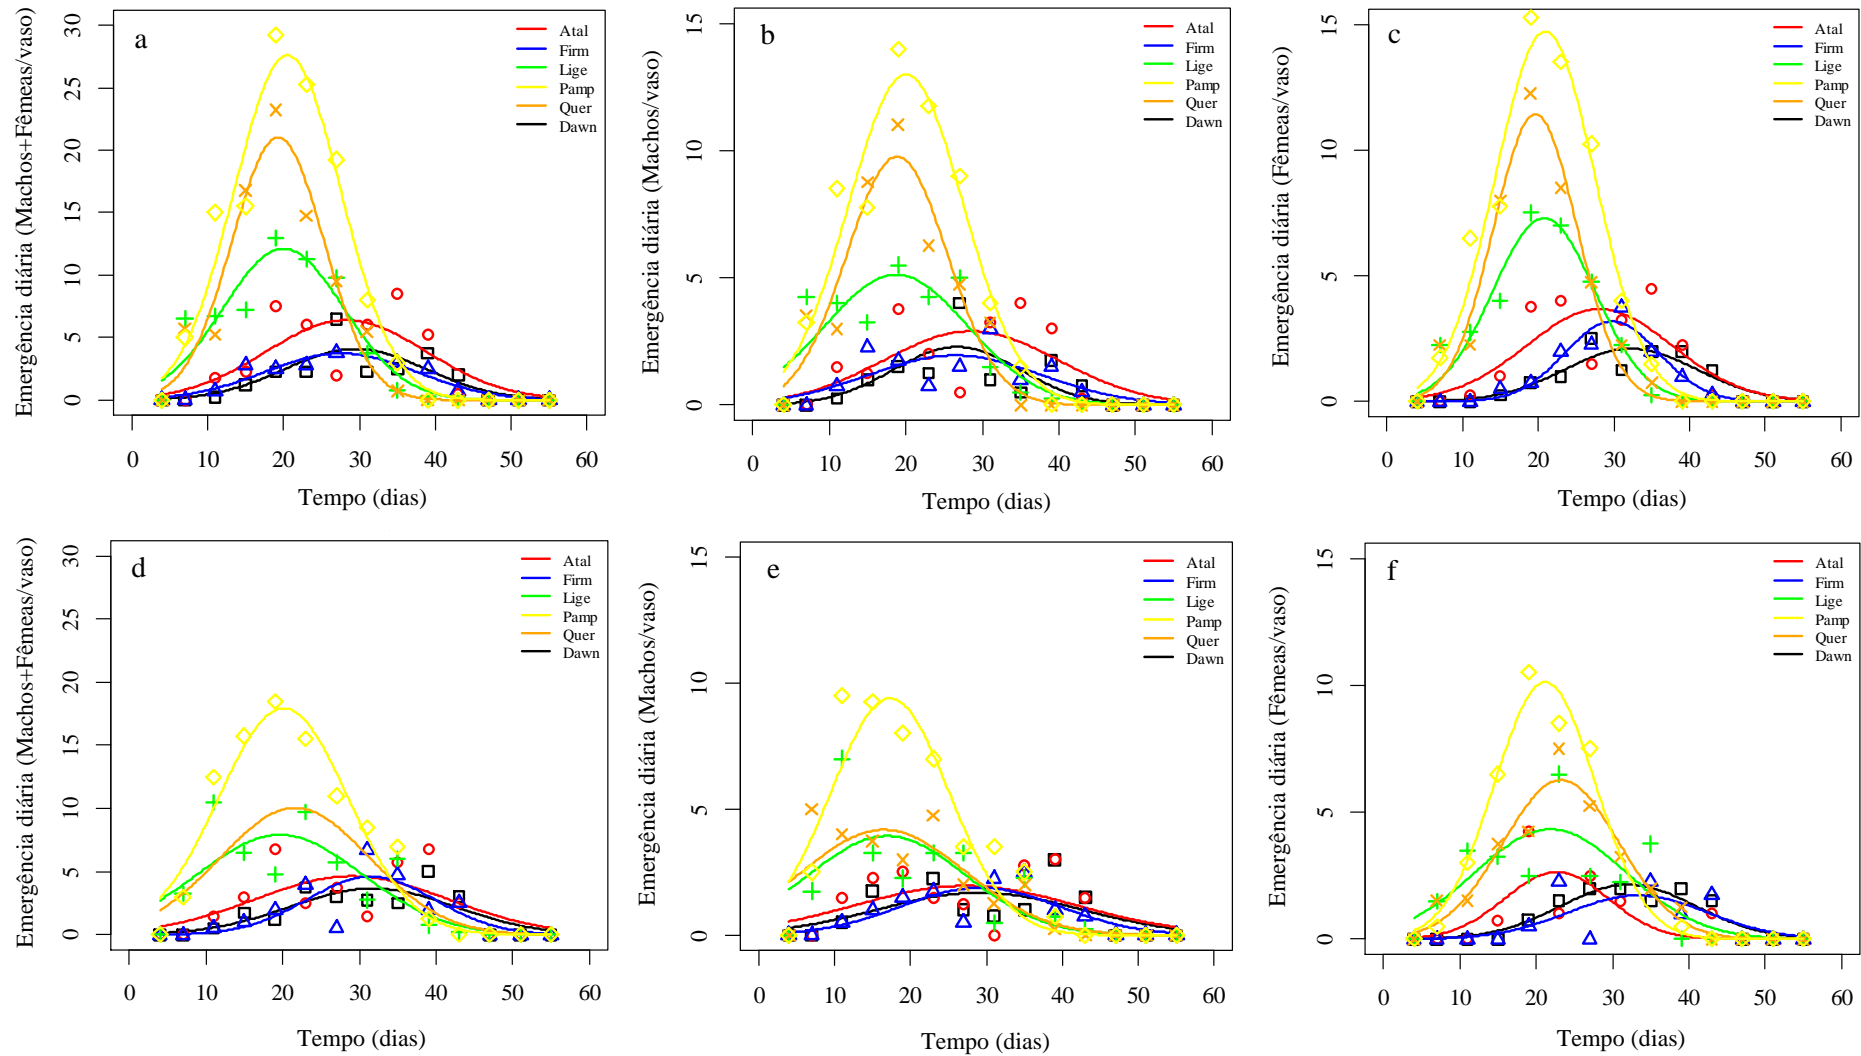 Emergência diária (Machos+Fêmeas/vaso)
30
25
20
15
10
5
0
a
Atal
Firm
Lige
Pamp
Quer
Dawn
0 10 20 30 40 50 60
Tempo (dias)
Emergência diária (Machos/vaso)
15
10
5
0
b
Atal
Firm
Lige
Pamp
Quer
Dawn
0 10 20 30 40 50 60
Tempo (dias)
Emergência diária (Fêmeas/vaso)
15
10
5
0
c
Atal
Firm
Lige
Pamp
Quer
Dawn
0 10 20 30 40 50 60
Tempo (dias)
Emergência diária (Machos+Fêmeas/vaso)
30
25
20
15
10
5
0
d
Atal
Firm
Lige
Pamp
Quer
Dawn
0 10 20 30 40 50 60
Tempo (dias)
Emergência diária (Machos/vaso)
15
10
5
0
e
Atal
Firm
Lige
Pamp
Quer
Dawn
0 10 20 30 40 50 60
Tempo (dias)
Emergência diária (Fêmeas/vaso)
15
10
5
0
f
Atal
Firm
Lige
Pamp
Quer
Dawn
0 10 20 30 40 50 60
Tempo (dias)